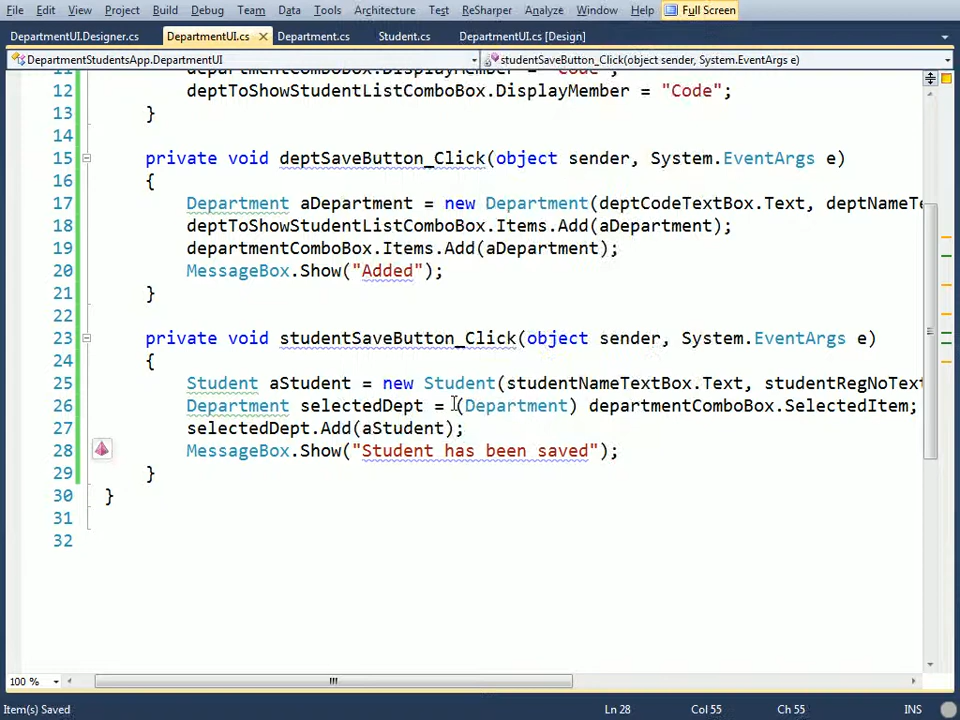 File Edit View Project Build Debug Team Data Tools Architecture Test ReSharper Analyze Window Help Full Screen
DepartmentUI.Designer.cs DepartmentUI.cs Department.cs Student.cs DepartmentUI.cs [Design]
DepartmentStudentsApp.DepartmentUI studentSaveButton_Click(object sender, System.EventArgs e)
11 departmentComboBox.DisplayMember = "Code";
12 deptToShowStudentListComboBox.DisplayMember = "Code";
13 }
14
15 private void deptSaveButton_Click(object sender, System.EventArgs e)
16 {
17 Department aDepartment = new Department(deptCodeTextBox.Text, deptNameTe
18 deptToShowStudentListComboBox.Items.Add(aDepartment);
19 departmentComboBox.Items.Add(aDepartment);
20 MessageBox.Show("Added");
21 }
22
23 private void studentSaveButton_Click(object sender, System.EventArgs e)
24 {
25 Student aStudent = new Student(studentNameTextBox.Text, studentRegNoText
26 Department selectedDept = (Department) departmentComboBox.SelectedItem;
27 selectedDept.Add(aStudent);
28 MessageBox.Show("Student has been saved");
29 }
30 }
31
32
100 %
Item(s) Saved Ln 28 Col 55 Ch 55 INS